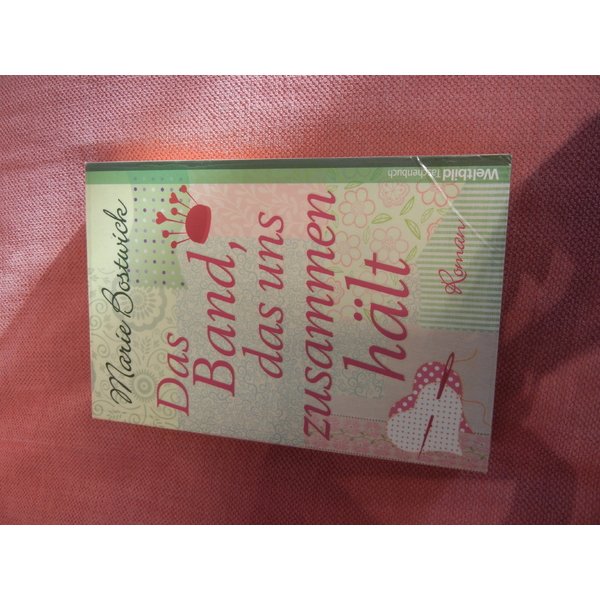 Marie Bostwick
Das
Band,
das uns
zusammen
hält
Roman
Weltbild Taschenbuch